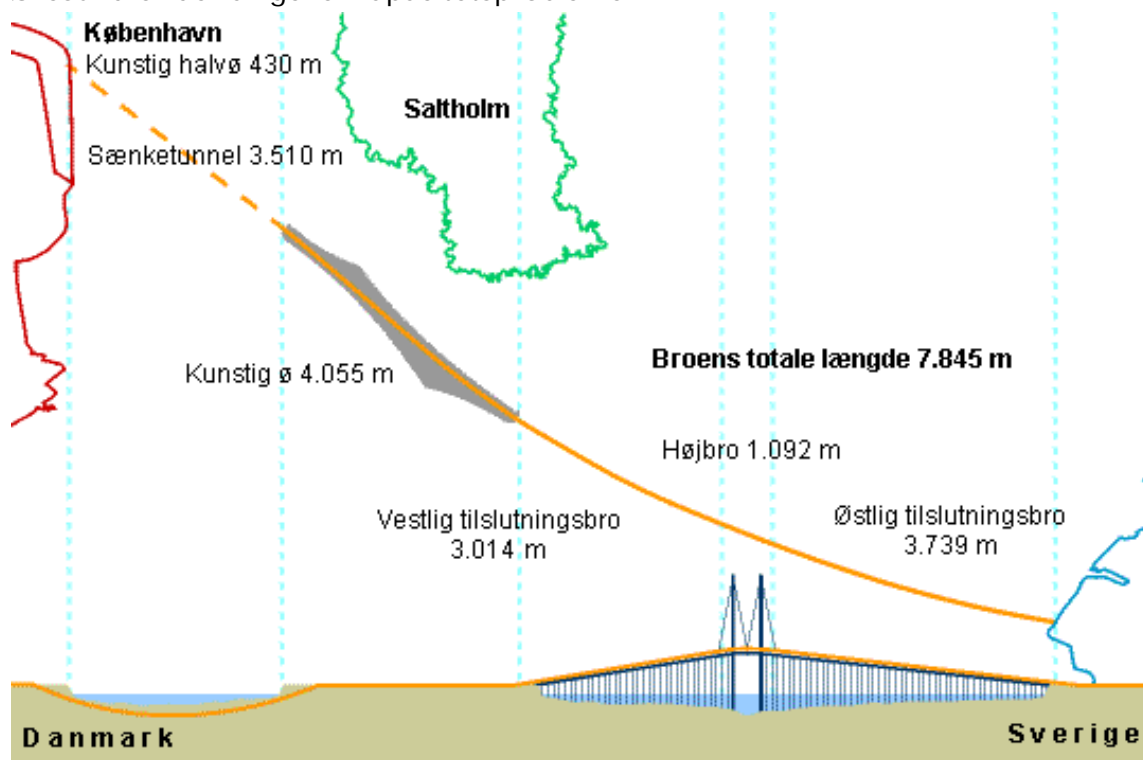 København
Kunstig halvø 430 m
Saltholm
Sænketunnel 3.510 m
Kunstig ø 4.055 m
Broens totale længde 7.845 m
Højbro 1.092 m
Vestlig tilslutningsbro
3.014 m
Østlig tilslutningsbro
3.739 m
Danmark
Sverige